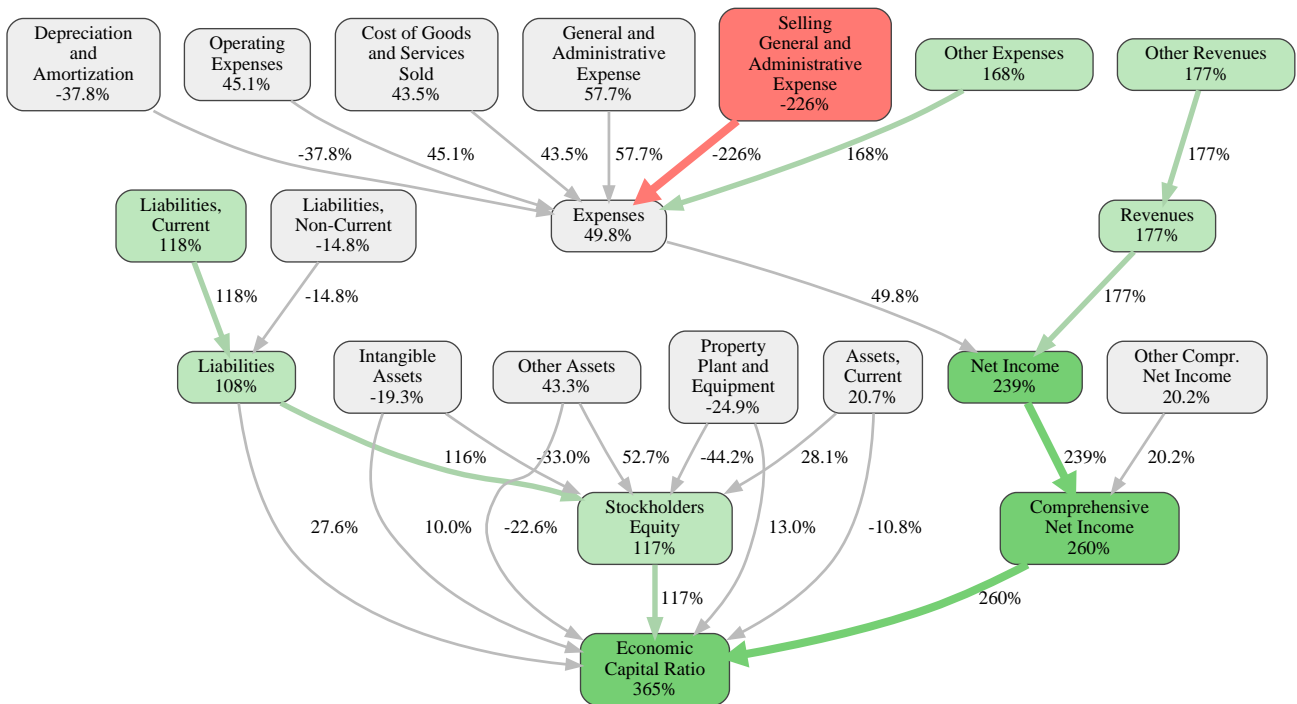 Depreciation
and
Amortization
-37.8%
Operating
Expenses
45.1%
Cost of Goods
and Services
Sold
43.5%
General and
Administrative
Expense
57.7%
Selling
General and
Administrative
Expense
-226%
Other Expenses
168%
Other Revenues
177%
-37.8%
45.1%
43.5%
57.7%
-226%
168%
177%
Liabilities,
Current
118%
Liabilities,
Non-Current
-14.8%
Expenses
49.8%
Revenues
177%
118%
-14.8%
49.8%
177%
Liabilities
108%
Intangible
Assets
-19.3%
Other Assets
43.3%
Property
Plant and
Equipment
-24.9%
Assets,
Current
20.7%
Net Income
239%
Other Compr.
Net Income
20.2%
116%
-33.0%
52.7%
-44.2%
28.1%
239%
20.2%
Stockholders
Equity
117%
Comprehensive
Net Income
260%
27.6%
10.0%
-22.6%
13.0%
-10.8%
117%
260%
Economic
Capital Ratio
365%